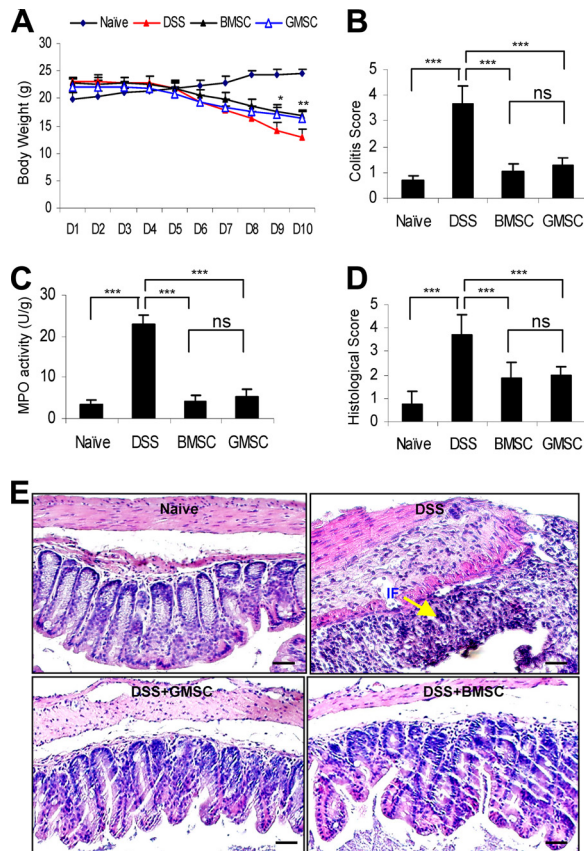 A
Naïve DSS BMSC GMSC
Body Weight (g)
30
25
20
15
10
5
0
* **
D1 D2 D3 D4 D5 D6 D7 D8 D9 D10
B
Colitis Score
5
4
3
2
1
0
***
*** ***
ns
Naïve DSS BMSC GMSC
C
MPO activity (U/g)
30
20
10
0
***
*** ***
ns
Naïve DSS BMSC GMSC
D
Histological Score
5
4
3
2
1
0
***
*** ***
ns
Naïve DSS BMSC GMSC
E
Naive
DSS
IF
DSS+GMSC
DSS+BMSC